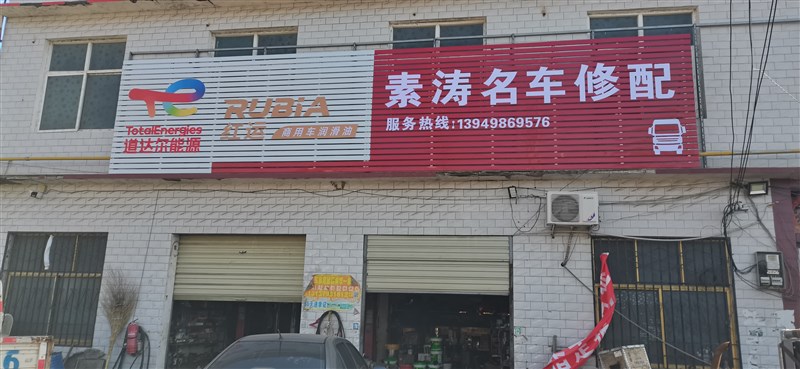 TotalEnergies
道达尔能源
RUBiA
红运 商用车润滑油
素涛名车修配
服务热线:13949869576
6